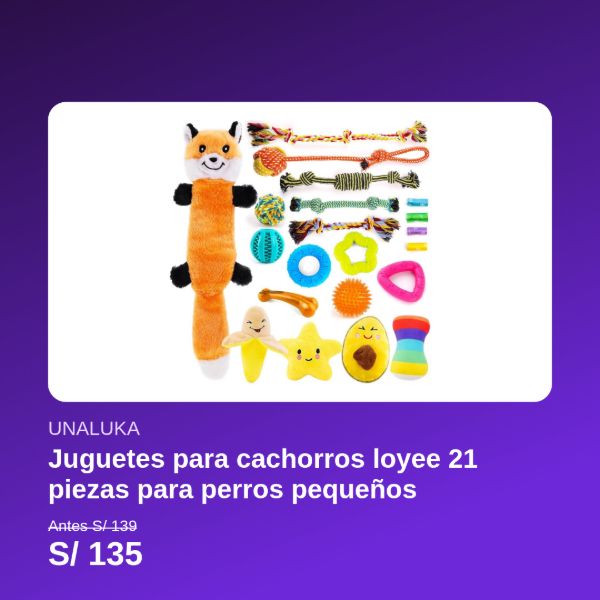 UNALUKA
Juguetes para cachorros loyee 21
piezas para perros pequeños
Antes S/ 139
S/ 135